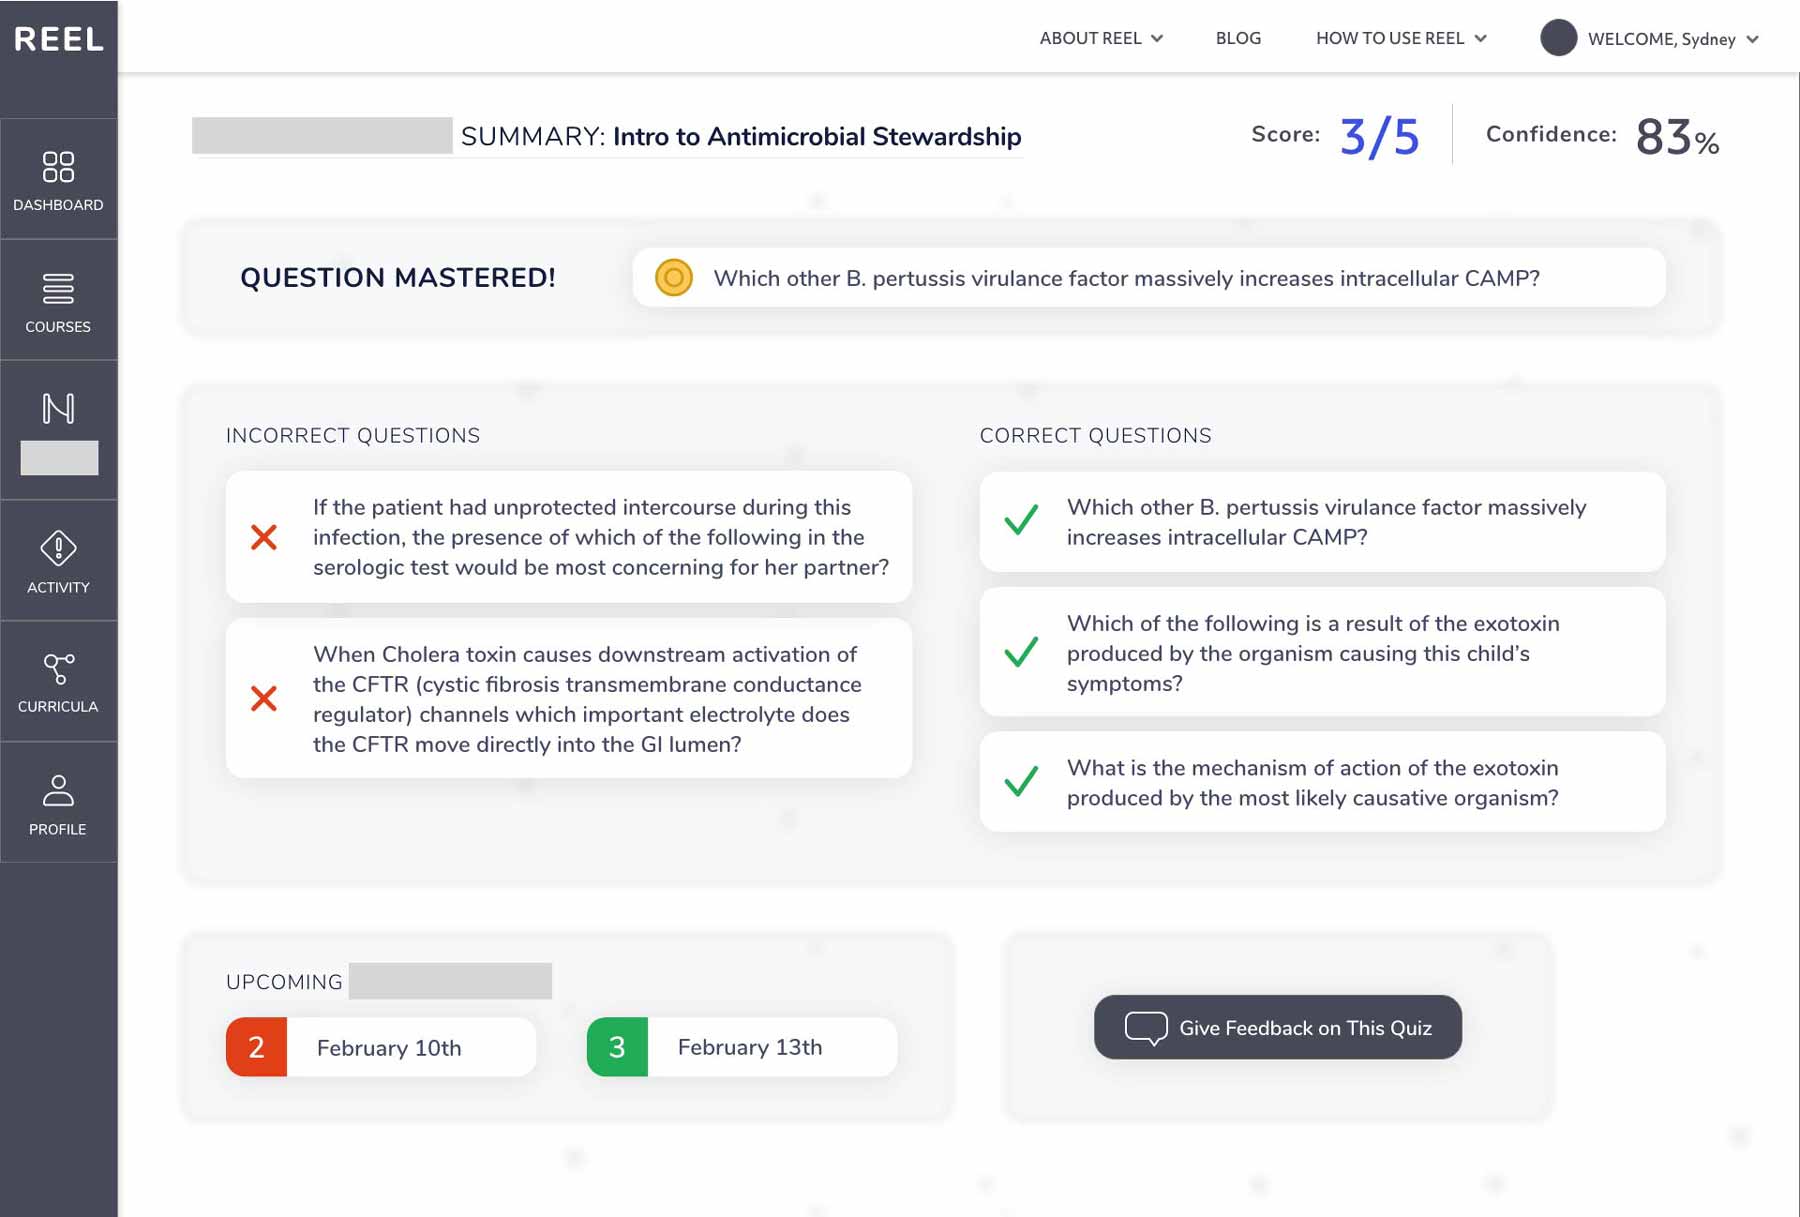 REEL
ABOUT REEL
BLOG
HOW TO USE REEL
WELCOME, Sydney
DASHBOARD
COURSES
ACTIVITY
CURRICULA
PROFILE
SUMMARY: Intro to Antimicrobial Stewardship
Score: 3/5
Confidence: 83%
QUESTION MASTERED!
Which other B. pertussis virulance factor massively increases intracellular CAMP?
INCORRECT QUESTIONS
If the patient had unprotected intercourse during this
infection, the presence of which of the following in the
serologic test would be most concerning for her partner?
When Cholera toxin causes downstream activation of
the CFTR (cystic fibrosis transmembrane conductance
regulator) channels which important electrolyte does
the CFTR move directly into the GI lumen?
CORRECT QUESTIONS
Which other B. pertussis virulance factor massively
increases intracellular CAMP?
Which of the following is a result of the exotoxin
produced by the organism causing this child’s
symptoms?
What is the mechanism of action of the exotoxin
produced by the most likely causative organism?
UPCOMING
2 February 10th
3 February 13th
Give Feedback on This Quiz